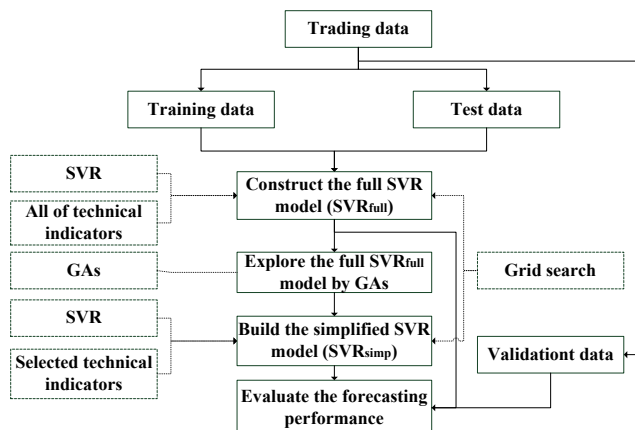 Trading data
Training data
Test data
SVR
Construct the full SVR
model (SVRfull)
All of technical
indicators
GAs
Explore the full SVRfull
model by GAs
Grid search
SVR
Build the simplified SVR
model (SVRsimp)
Validationt data
Selected technical
indicators
Evaluate the forecasting
performance